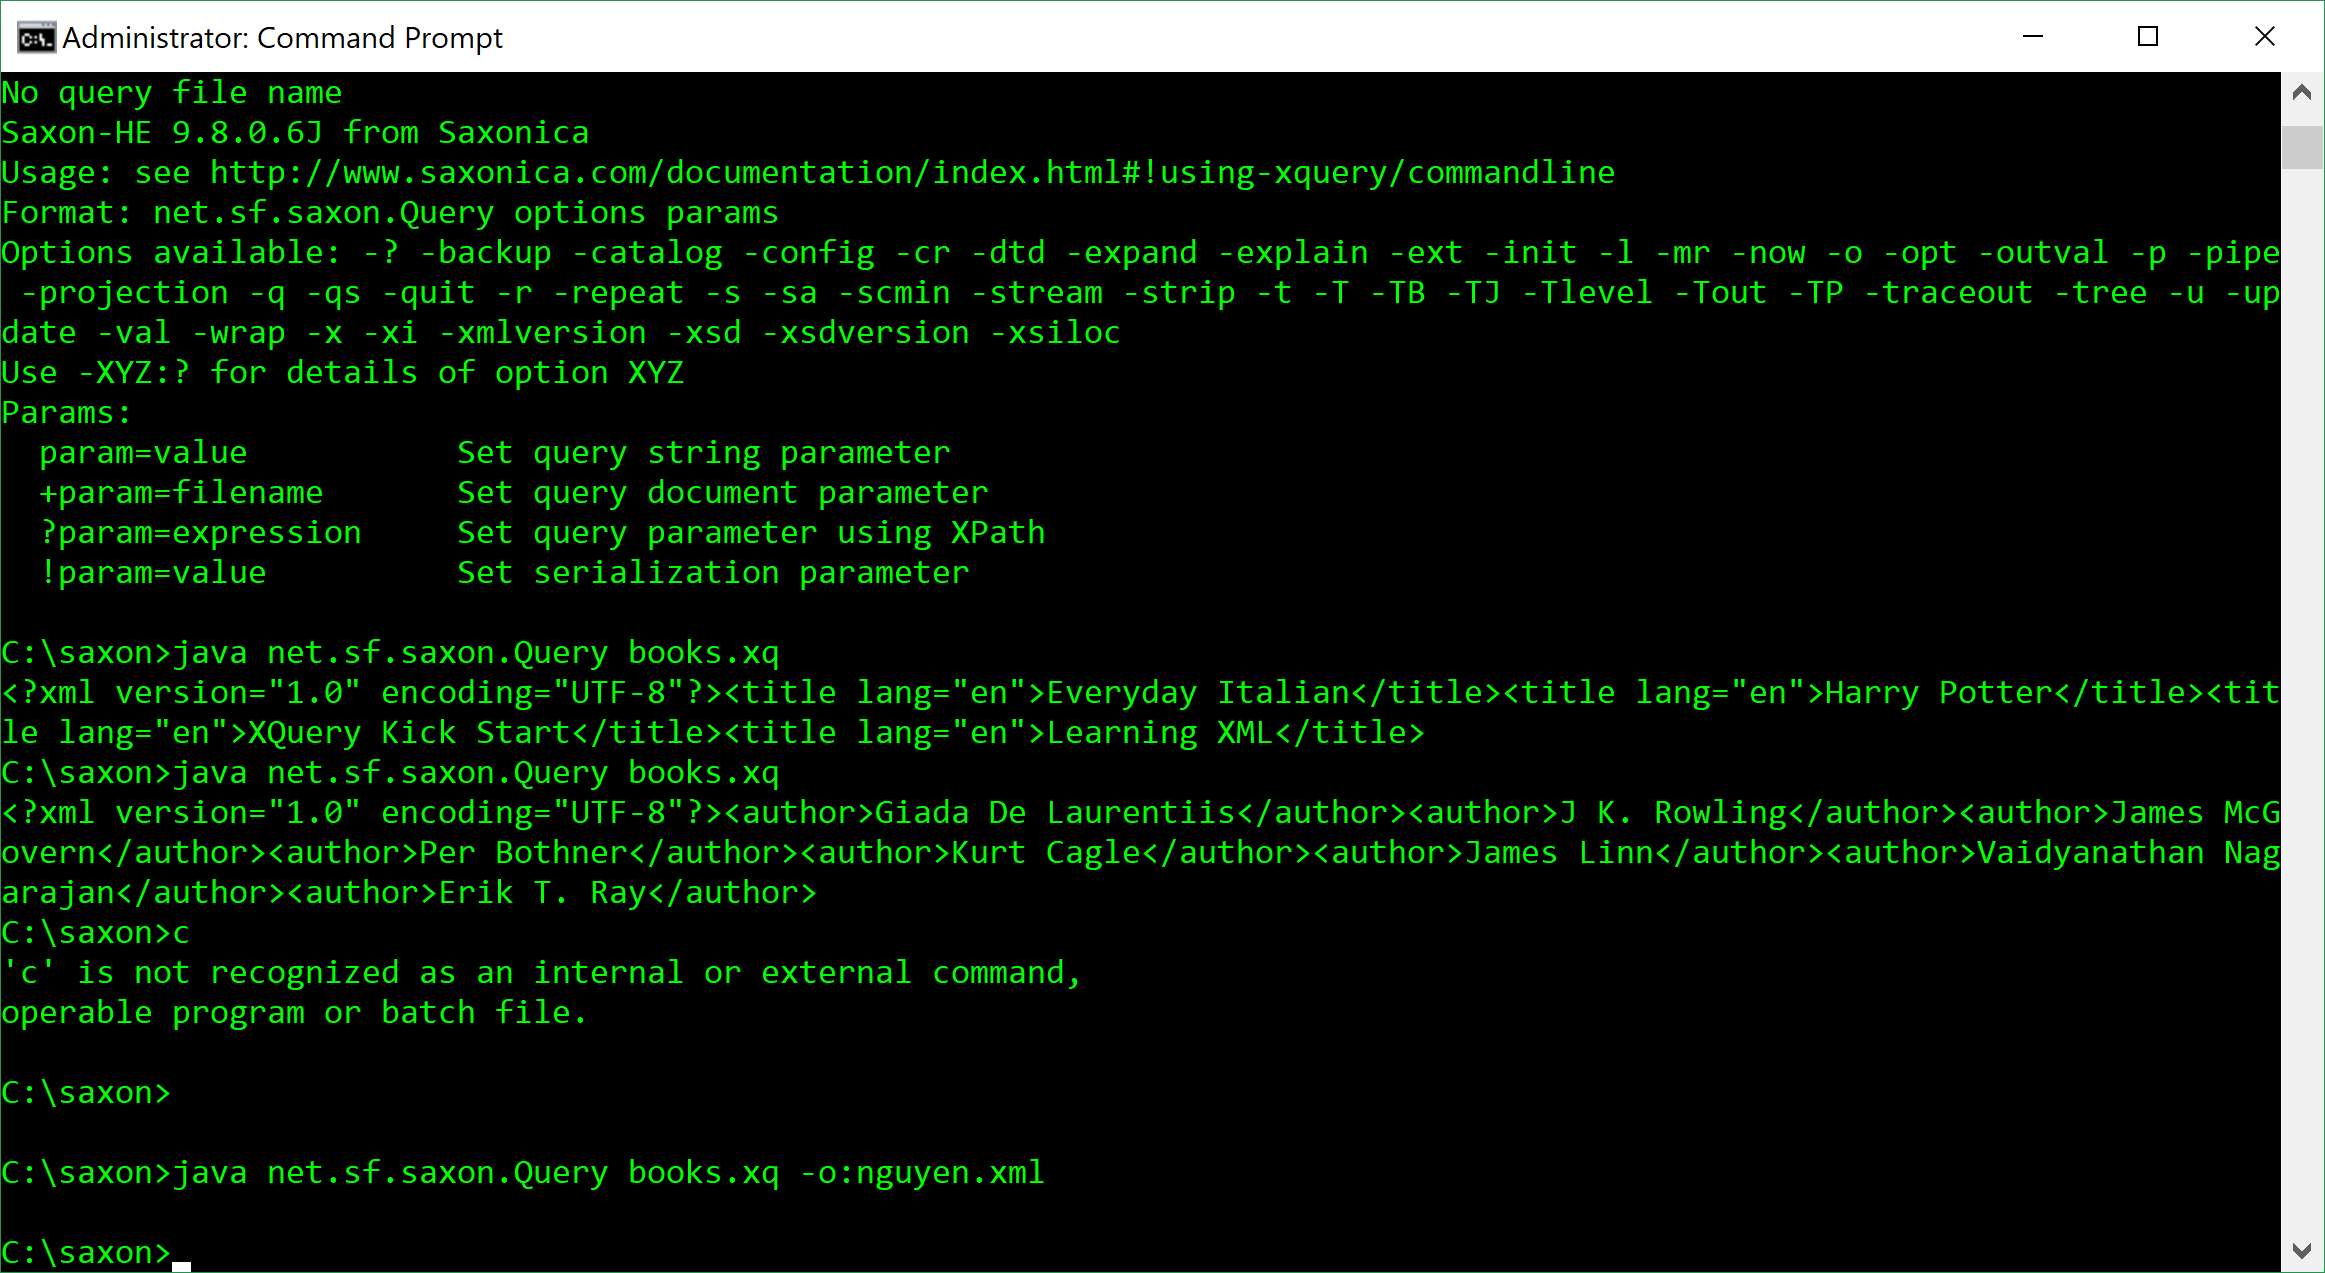 Administrator: Command Prompt
No query file name
Saxon-HE 9.8.0.6J from Saxonica
Usage: see http://www.saxonica.com/documentation/index.html#!using-xquery/commandline
Format: net.sf.saxon.Query options params
Options available: -? -backup -catalog -config -cr -dtd -expand -explain -ext -init -l -mr -now -o -opt -outval -p -pipe
 -projection -q -qs -quit -r -repeat -s -sa -scmin -stream -strip -t -T -TB -TJ -Tlevel -Tout -TP -traceout -tree -u -up
date -val -wrap -x -xi -xmlversion -xsd -xsdversion -xsiloc
Use -XYZ:? for details of option XYZ
Params:
  param=value           Set query string parameter
  +param=filename       Set query document parameter
  ?param=expression     Set query parameter using XPath
  !param=value          Set serialization parameter
C:\saxon>java net.sf.saxon.Query books.xq
<?xml version="1.0" encoding="UTF-8"?><title lang="en">Everyday Italian</title><title lang="en">Harry Potter</title><tit
le lang="en">XQuery Kick Start</title><title lang="en">Learning XML</title>
C:\saxon>java net.sf.saxon.Query books.xq
<?xml version="1.0" encoding="UTF-8"?><author>Giada De Laurentiis</author><author>J K. Rowling</author><author>James McG
overn</author><author>Per Bothner</author><author>Kurt Cagle</author><author>James Linn</author><author>Vaidyanathan Nag
arajan</author><author>Erik T. Ray</author>
C:\saxon>c
'c' is not recognized as an internal or external command,
operable program or batch file.
C:\saxon>
C:\saxon>java net.sf.saxon.Query books.xq -o:nguyen.xml
C:\saxon>